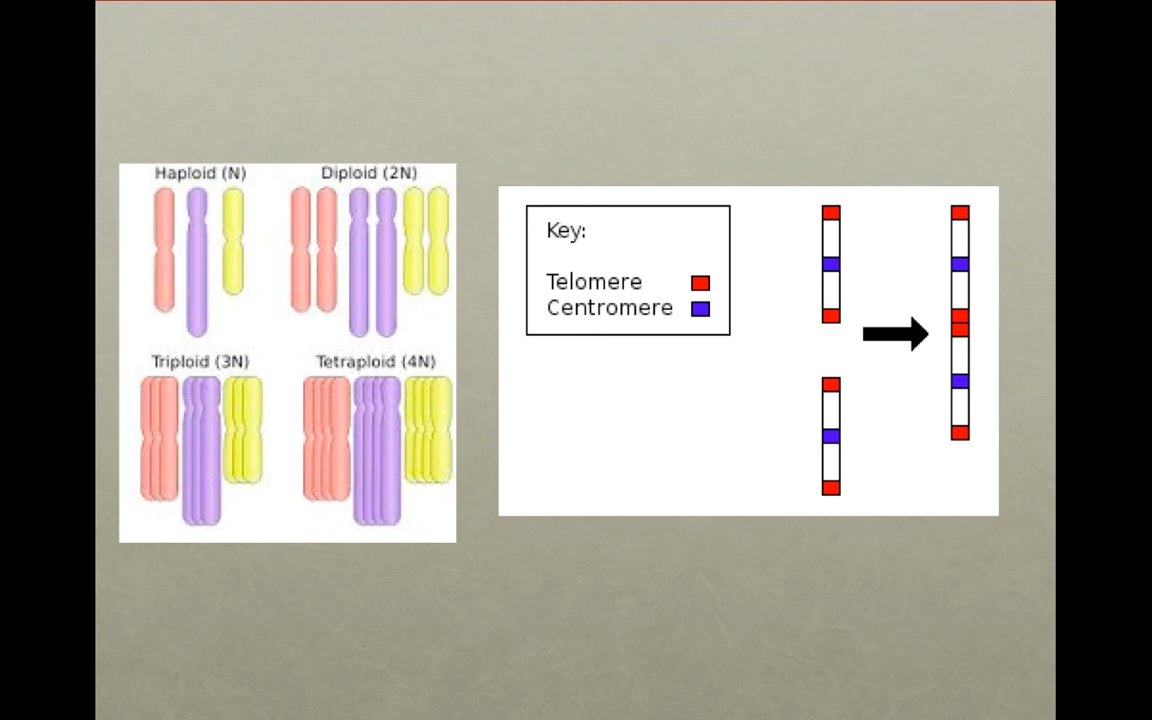 Haploid (N)
Diploid (2N)
Triploid (3N)
Tetraploid (4N)
Key:
Telomere
Centromere